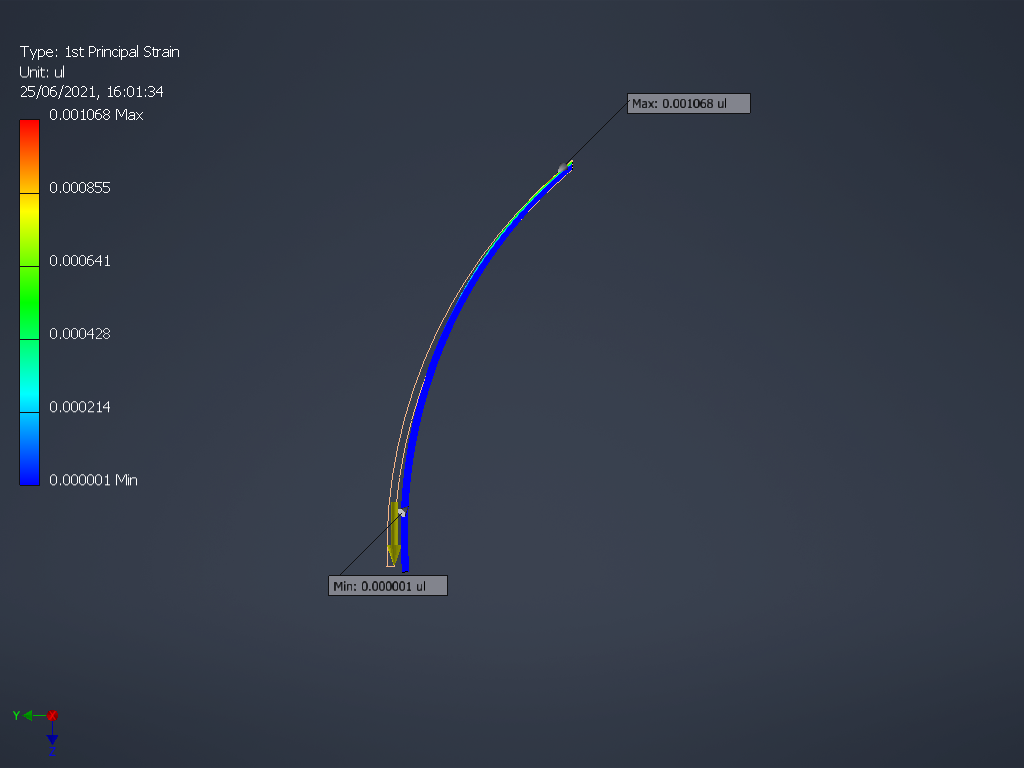 Type: 1st Principal Strain
Unit: ul
25/06/2021, 16:01:34
0.001068 Max
0.000855
0.000641
0.000428
0.000214
0.000001 Min
Max: 0.001068 ul
Min: 0.000001 ul
Y
X
Z